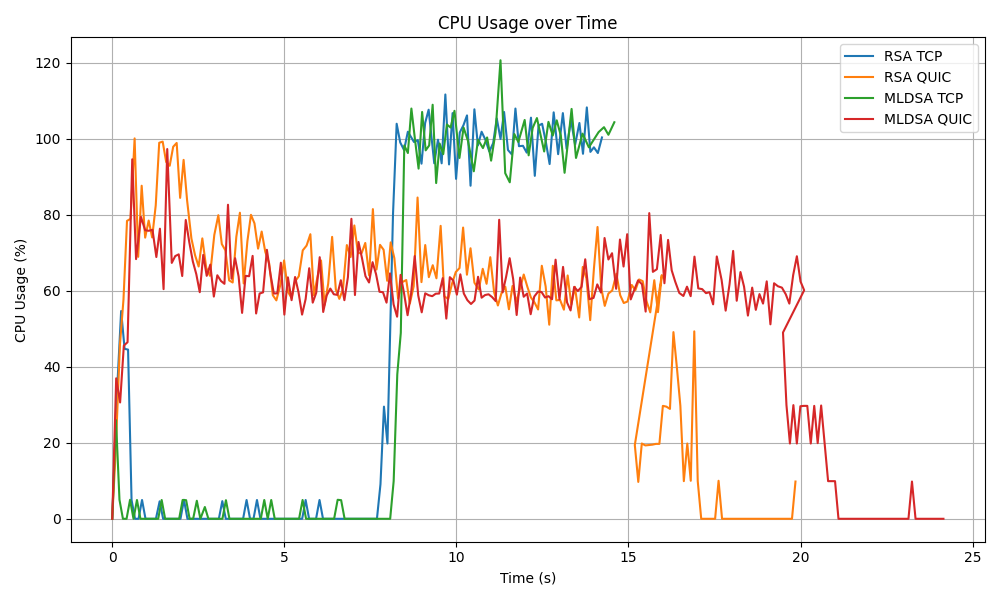 CPU Usage over Time
RSA TCP
RSA QUIC
MLDSA TCP
MLDSA QUIC
CPU Usage (%)
120
100
80
60
40
20
0
0 5 10 15 20 25
Time (s)